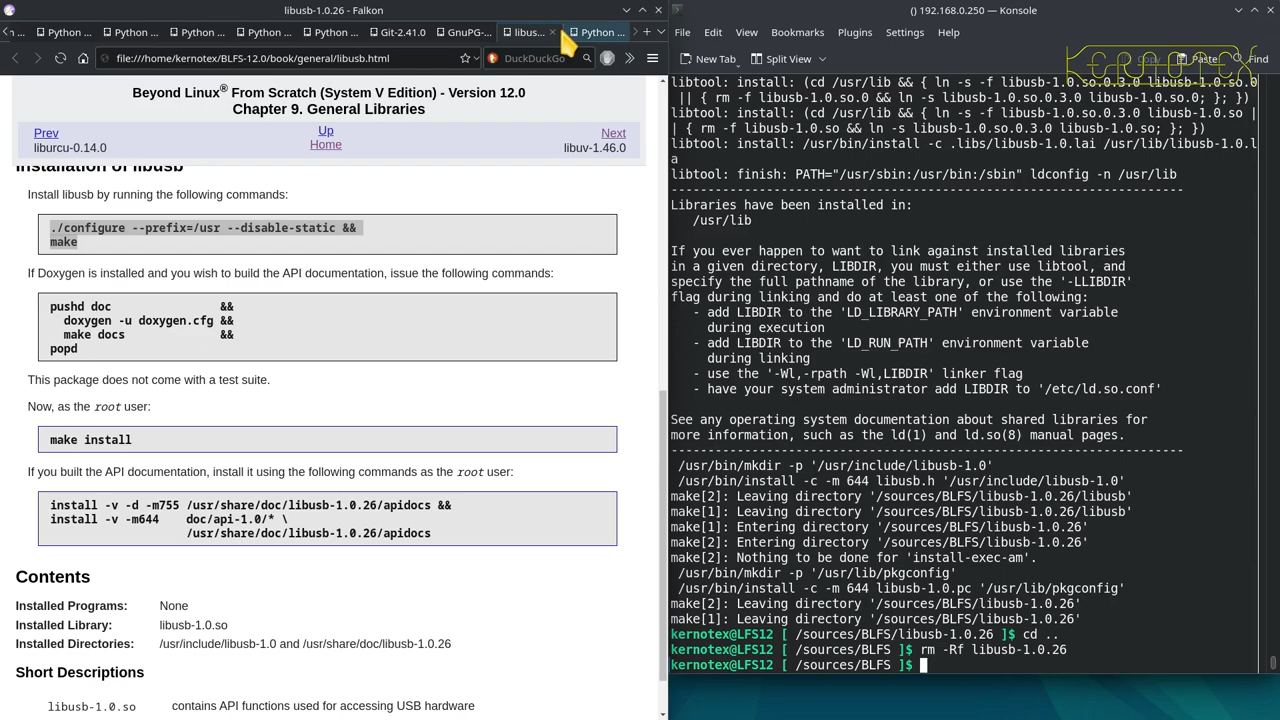 libusb-1.0.26 - Falkon
n ...
Python ...
Python ...
Python ...
Python ...
Python ...
Git-2.41.0
GnuPG-...
libus...
Python ...
file:///home/kernotex/BLFS-12.0/book/general/libusb.html
DuckDuckGo
Beyond Linux® From Scratch (System V Edition) - Version 12.0
Chapter 9. General Libraries
Prev
Up
Next
liburcu-0.14.0
Home
libuv-1.46.0
Installation of libusb
Install libusb by running the following commands:
./configure --prefix=/usr --disable-static &&
make
If Doxygen is installed and you wish to build the API documentation, issue the following commands:
pushd doc &&
doxygen -u doxygen.cfg &&
make docs &&
popd
This package does not come with a test suite.
Now, as the root user:
make install
If you built the API documentation, install it using the following commands as the root user:
install -v -d -m755 /usr/share/doc/libusb-1.0.26/apidocs &&
install -v -m644 doc/api-1.0/* \
/usr/share/doc/libusb-1.0.26/apidocs
Contents
Installed Programs: None
Installed Library: libusb-1.0.so
Installed Directories: /usr/include/libusb-1.0 and /usr/share/doc/libusb-1.0.26
Short Descriptions
libusb-1.0.so contains API functions used for accessing USB hardware
() 192.168.0.250 — Konsole
File Edit View Bookmarks Plugins Settings Help
New Tab Split View Copy Paste Find
KERNOTEX
libtool: install: (cd /usr/lib && { ln -s -f libusb-1.0.so.0.3.0 libusb-1.0.so.0
|| { rm -f libusb-1.0.so.0 && ln -s libusb-1.0.so.0.3.0 libusb-1.0.so.0; }; })
libtool: install: (cd /usr/lib && { ln -s -f libusb-1.0.so.0.3.0 libusb-1.0.so |
| { rm -f libusb-1.0.so && ln -s libusb-1.0.so.0.3.0 libusb-1.0.so; }; })
libtool: install: /usr/bin/install -c .libs/libusb-1.0.lai /usr/lib/libusb-1.0.l
a
libtool: finish: PATH="/usr/sbin:/usr/bin:/sbin" ldconfig -n /usr/lib
----------------------------------------------------------------------
Libraries have been installed in:
/usr/lib
If you ever happen to want to link against installed libraries
in a given directory, LIBDIR, you must either use libtool, and
specify the full pathname of the library, or use the '-LLIBDIR'
flag during linking and do at least one of the following:
- add LIBDIR to the 'LD_LIBRARY_PATH' environment variable
during execution
- add LIBDIR to the 'LD_RUN_PATH' environment variable
during linking
- use the '-Wl,-rpath -Wl,LIBDIR' linker flag
- have your system administrator add LIBDIR to '/etc/ld.so.conf'
See any operating system documentation about shared libraries for
more information, such as the ld(1) and ld.so(8) manual pages.
----------------------------------------------------------------------
/usr/bin/mkdir -p '/usr/include/libusb-1.0'
/usr/bin/install -c -m 644 libusb.h '/usr/include/libusb-1.0'
make[2]: Leaving directory '/sources/BLFS/libusb-1.0.26/libusb'
make[1]: Leaving directory '/sources/BLFS/libusb-1.0.26/libusb'
make[1]: Entering directory '/sources/BLFS/libusb-1.0.26'
make[2]: Entering directory '/sources/BLFS/libusb-1.0.26'
make[2]: Nothing to be done for 'install-exec-am'.
/usr/bin/mkdir -p '/usr/lib/pkgconfig'
/usr/bin/install -c -m 644 libusb-1.0.pc '/usr/lib/pkgconfig'
make[2]: Leaving directory '/sources/BLFS/libusb-1.0.26'
make[1]: Leaving directory '/sources/BLFS/libusb-1.0.26'
kernotex@LFS12 [ /sources/BLFS/libusb-1.0.26 ]$ cd ..
kernotex@LFS12 [ /sources/BLFS ]$ rm -Rf libusb-1.0.26
kernotex@LFS12 [ /sources/BLFS ]$